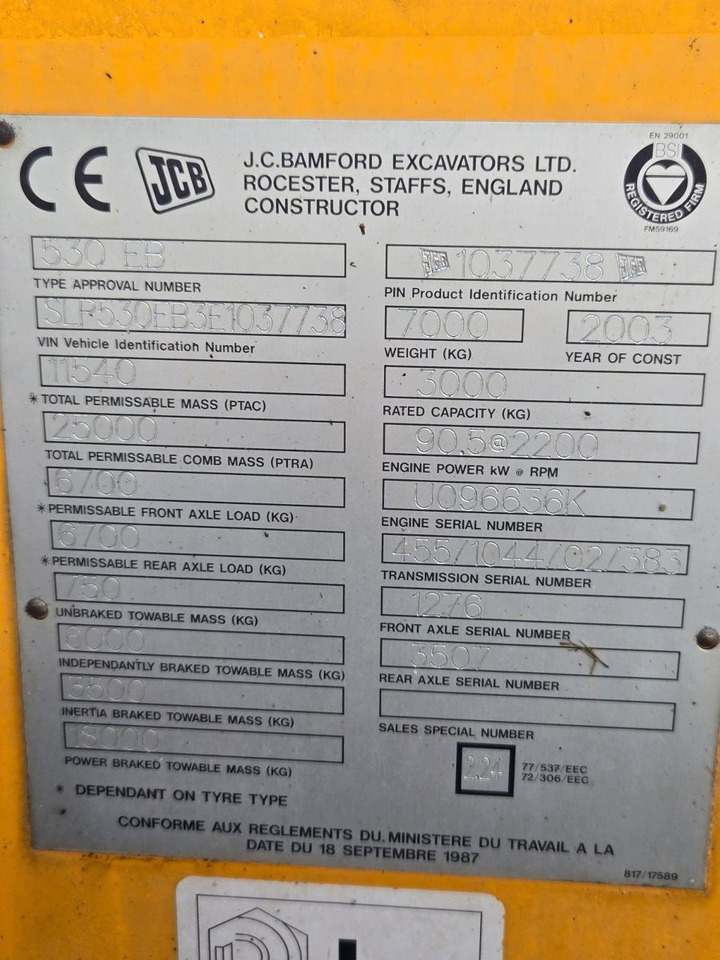 CE JCB J.C.BAMFORD EXCAVATORS LTD.
ROCESTER, STAFFS, ENGLAND
CONSTRUCTOR
EN 29001
BSI
REGISTERED FIRM
FM59169
530 EB
TYPE APPROVAL NUMBER
SLP530EB3E1037738
VIN Vehicle Identification Number
11540
*TOTAL PERMISSABLE MASS (PTAC)
25000
TOTAL PERMISSABLE COMB MASS (PTRA)
6700
*PERMISSABLE FRONT AXLE LOAD (KG)
6700
*PERMISSABLE REAR AXLE LOAD (KG)
750
UNBRAKED TOWABLE MASS (KG)
8000
INDEPENDANTLY BRAKED TOWABLE MASS (KG)
3500
INERTIA BRAKED TOWABLE MASS (KG)
18000
POWER BRAKED TOWABLE MASS (KG)
JCB 1037738 JCB
PIN Product Identification Number
7000 2003
WEIGHT (KG) YEAR OF CONST
3000
RATED CAPACITY (KG)
90.5@2200
ENGINE POWER kW @ RPM
U096636K
ENGINE SERIAL NUMBER
455/1044/02/383
TRANSMISSION SERIAL NUMBER
1276
FRONT AXLE SERIAL NUMBER
3507
REAR AXLE SERIAL NUMBER
SALES SPECIAL NUMBER
77/537/EEC
72/306/EEC
* DEPENDANT ON TYRE TYPE
CONFORME AUX REGLEMENTS DU.MINISTERE DU TRAVAIL A LA
DATE DU 18 SEPTEMBRE 1987
817/17589